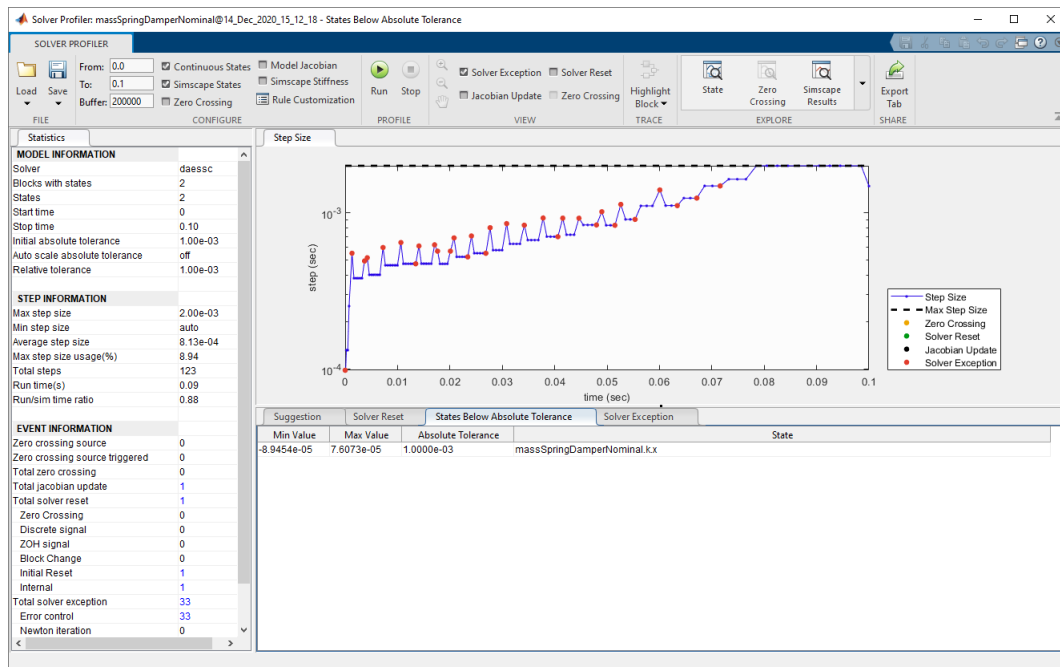 Solver Profiler: massSpringDamperNominal@14_Dec_2020_15_12_18 - States Below Absolute Tolerance
SOLVER PROFILER
Load
Save
From: 0.0
To: 0.1
Buffer: 200000
FILE
Continuous States
Simscape States
Zero Crossing
Model Jacobian
Simscape Stiffness
Rule Customization
CONFIGURE
Run
Stop
PROFILE
Solver Exception
Solver Reset
Jacobian Update
Zero Crossing
VIEW
Highlight
Block
TRACE
State
Zero
Crossing
Simscape
Results
EXPLORE
Export
Tab
SHARE
Statistics
MODEL INFORMATION
Solver daessc
Blocks with states 2
States 2
Start time 0
Stop time 0.10
Initial absolute tolerance 1.00e-03
Auto scale absolute tolerance off
Relative tolerance 1.00e-03
STEP INFORMATION
Max step size 2.00e-03
Min step size auto
Average step size 8.13e-04
Max step size usage(%) 8.94
Total steps 123
Run time(s) 0.09
Run/sim time ratio 0.88
EVENT INFORMATION
Zero crossing source 0
Zero crossing source triggered 0
Total zero crossing 0
Total jacobian update 1
Total solver reset 1
Zero Crossing 0
Discrete signal 0
ZOH signal 0
Block Change 0
Initial Reset 1
Internal 1
Total solver exception 33
Error control 33
Newton iteration 0
Step Size
step (sec)
10-3
10-4
0 0.01 0.02 0.03 0.04 0.05 0.06 0.07 0.08 0.09 0.1
time (sec)
Step Size
Max Step Size
Zero Crossing
Solver Reset
Jacobian Update
Solver Exception
Suggestion Solver Reset States Below Absolute Tolerance Solver Exception
Min Value Max Value Absolute Tolerance State
-8.9454e-05 7.6073e-05 1.0000e-03 massSpringDamperNominal.k.x